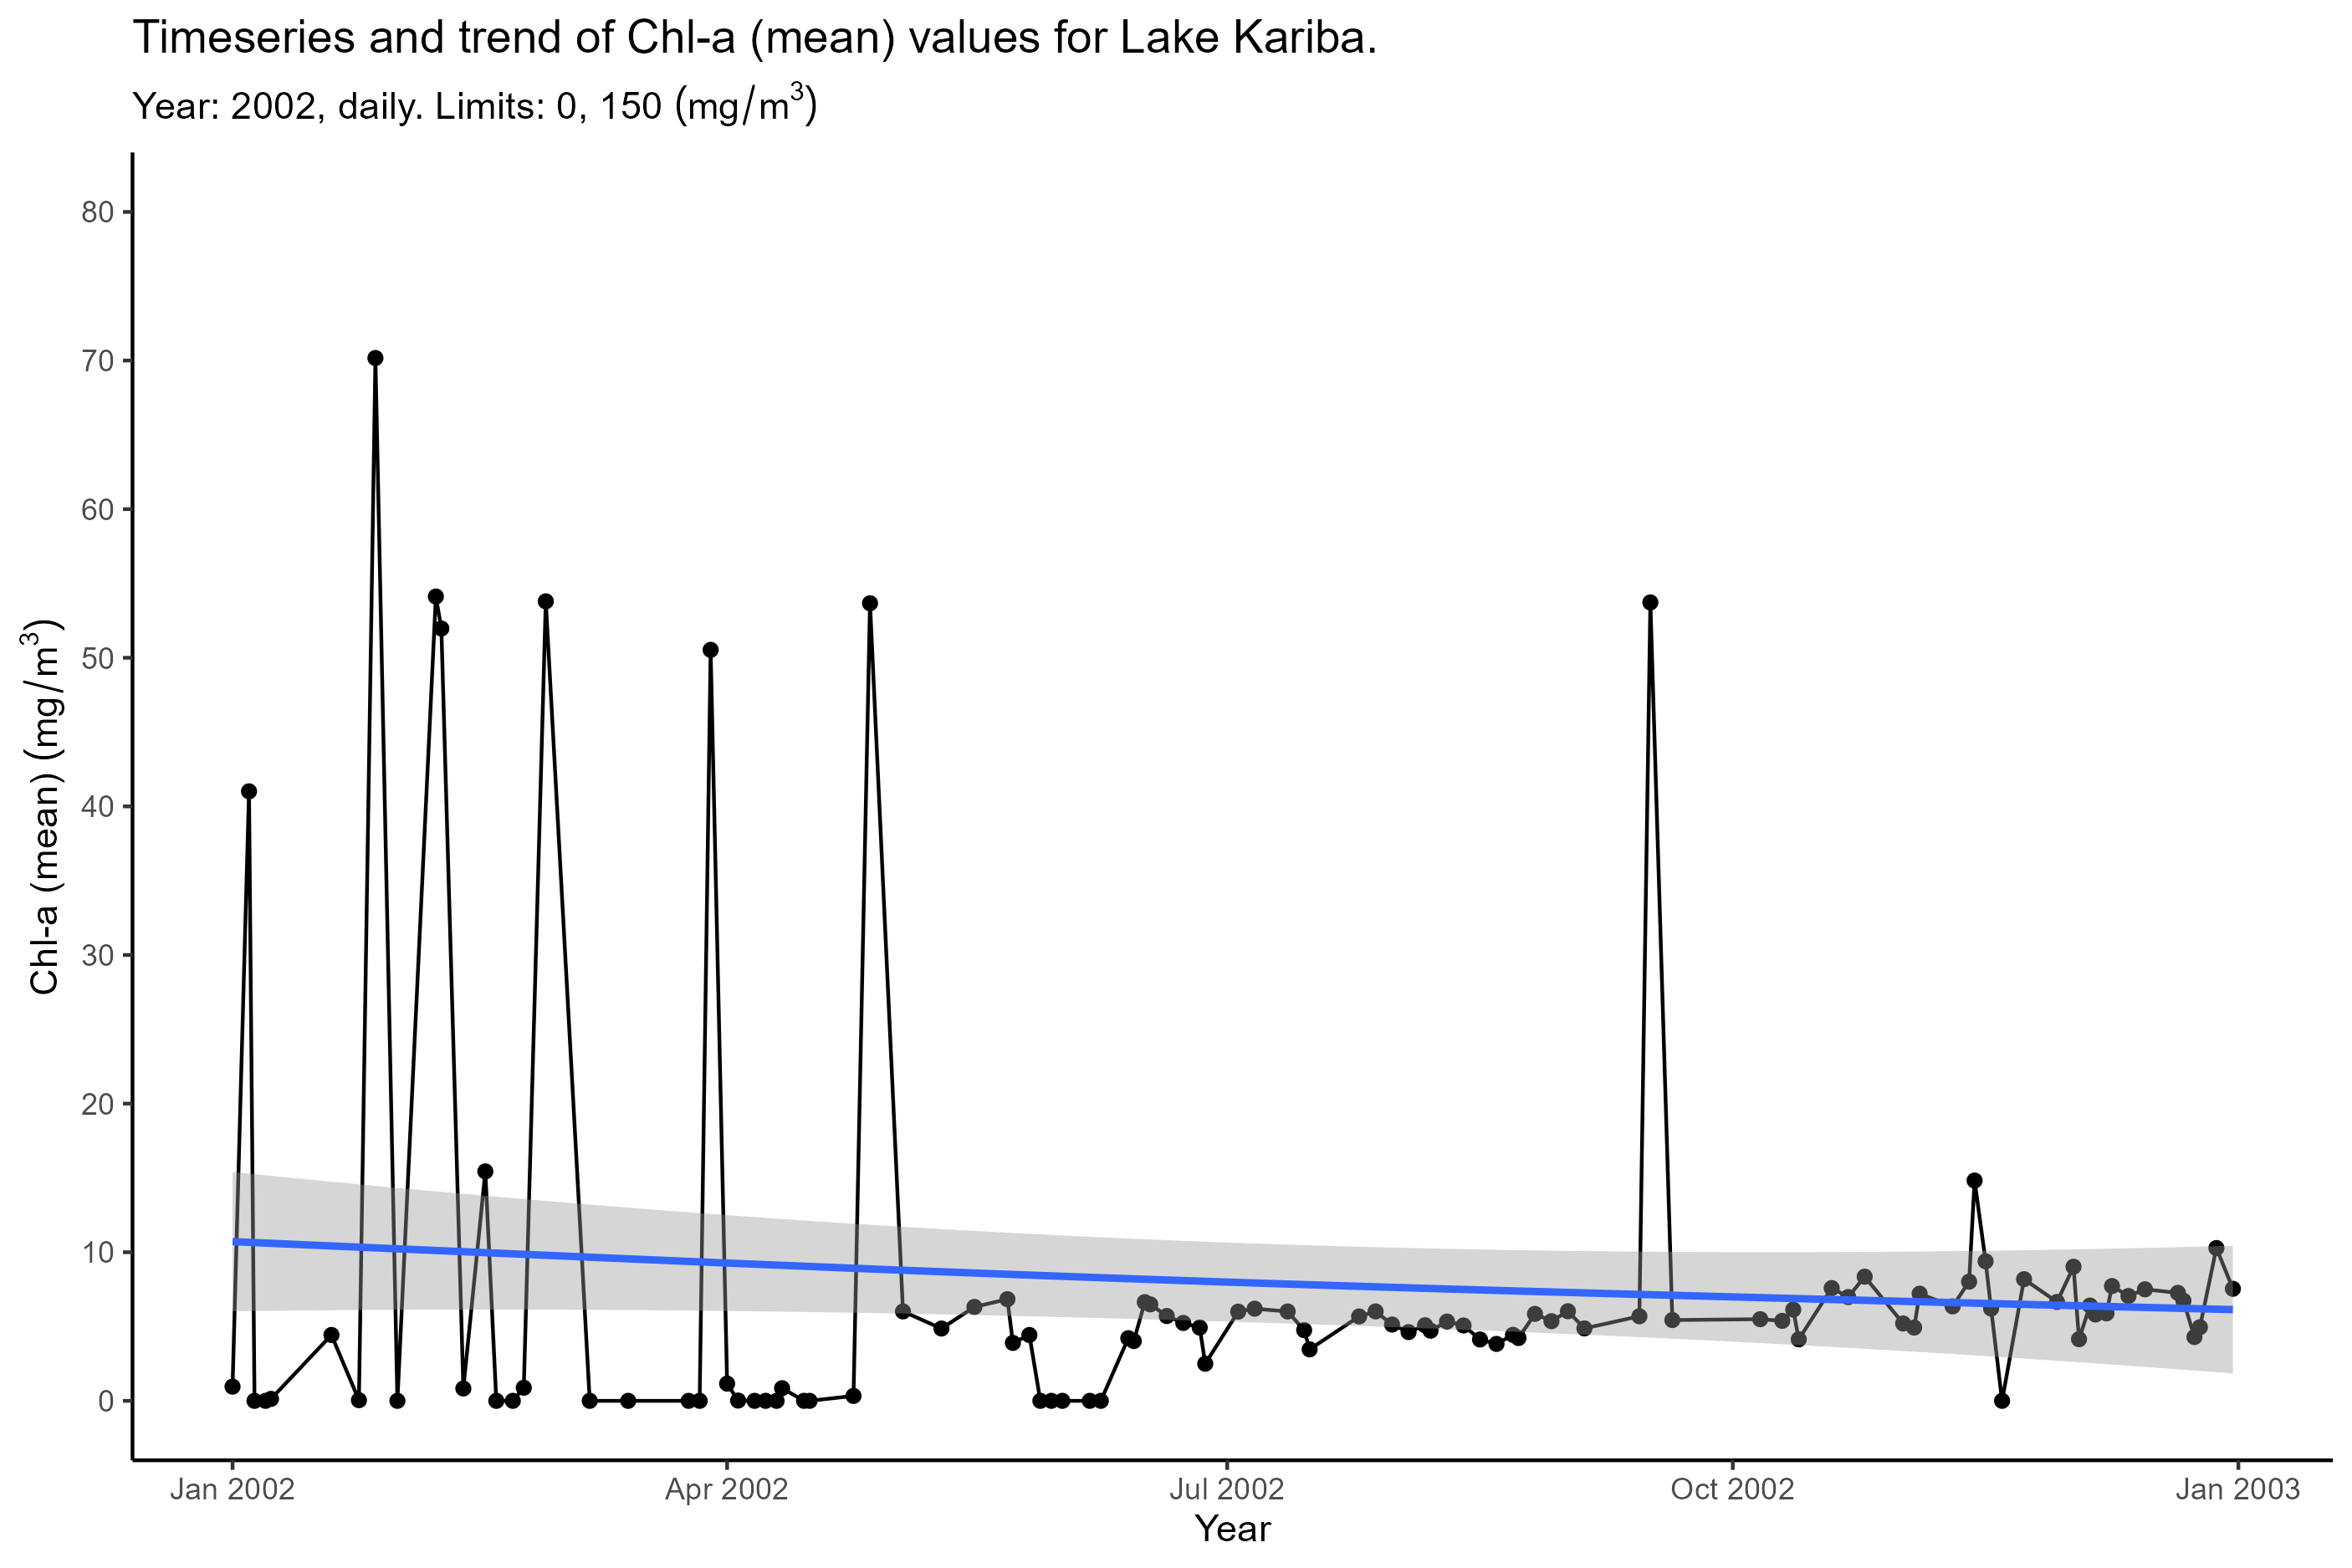 Timeseries and trend of Chl-a (mean) values for Lake Kariba.
Year: 2002, daily. Limits: 0, 150 (mg/m³)
80
70
60
50
40
30
20
10
0
Chl-a (mean) (mg/m³)
Jan 2002
Apr 2002
Jul 2002
Oct 2002
Jan 2003
Year